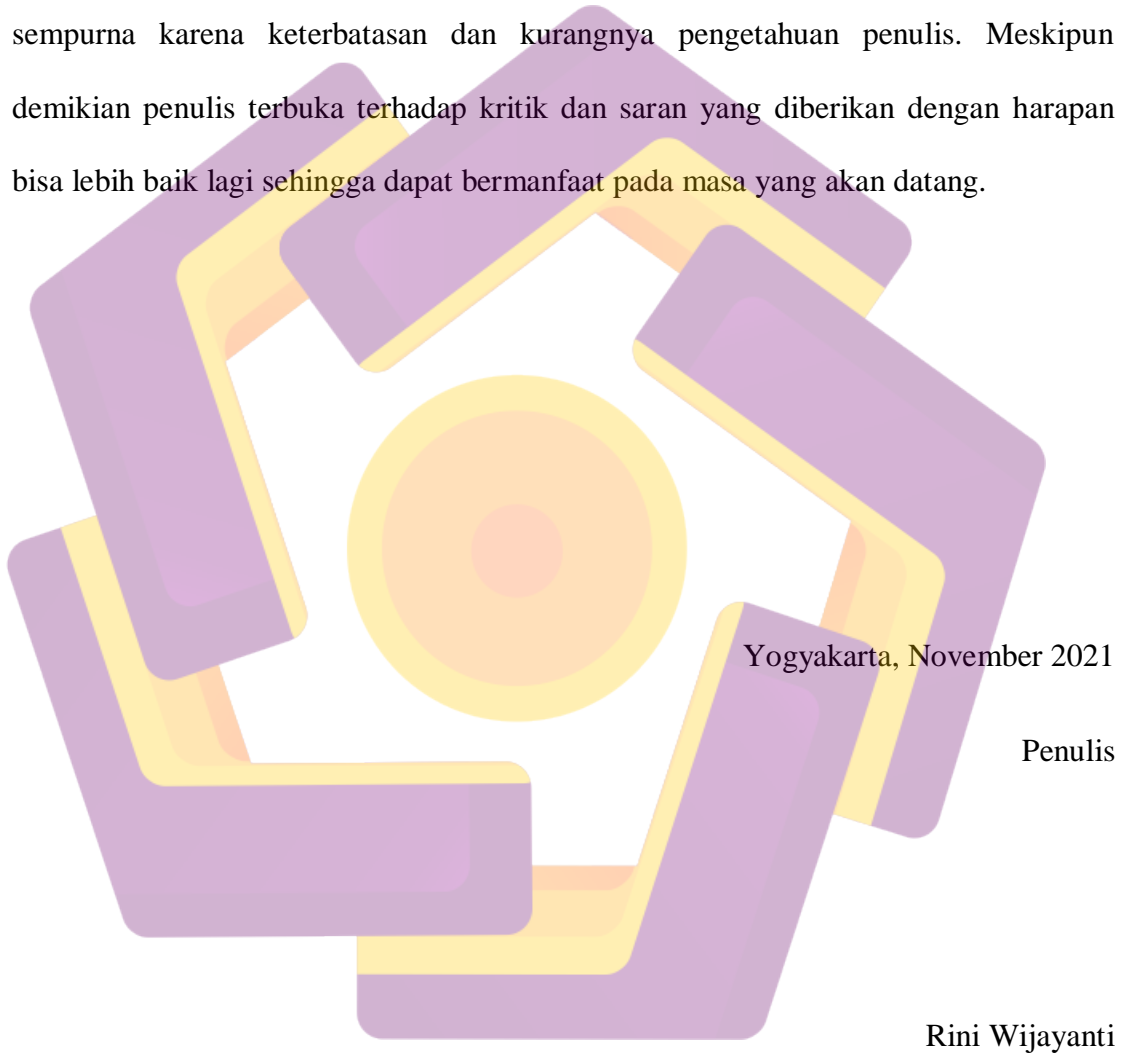 sempurna karena keterbatasan dan kurangnya pengetahuan penulis. Meskipun
demikian penulis terbuka terhadap kritik dan saran yang diberikan dengan harapan
bisa lebih baik lagi sehingga dapat bermanfaat pada masa yang akan datang.
Yogyakarta, November 2021
Penulis
Rini Wijayanti